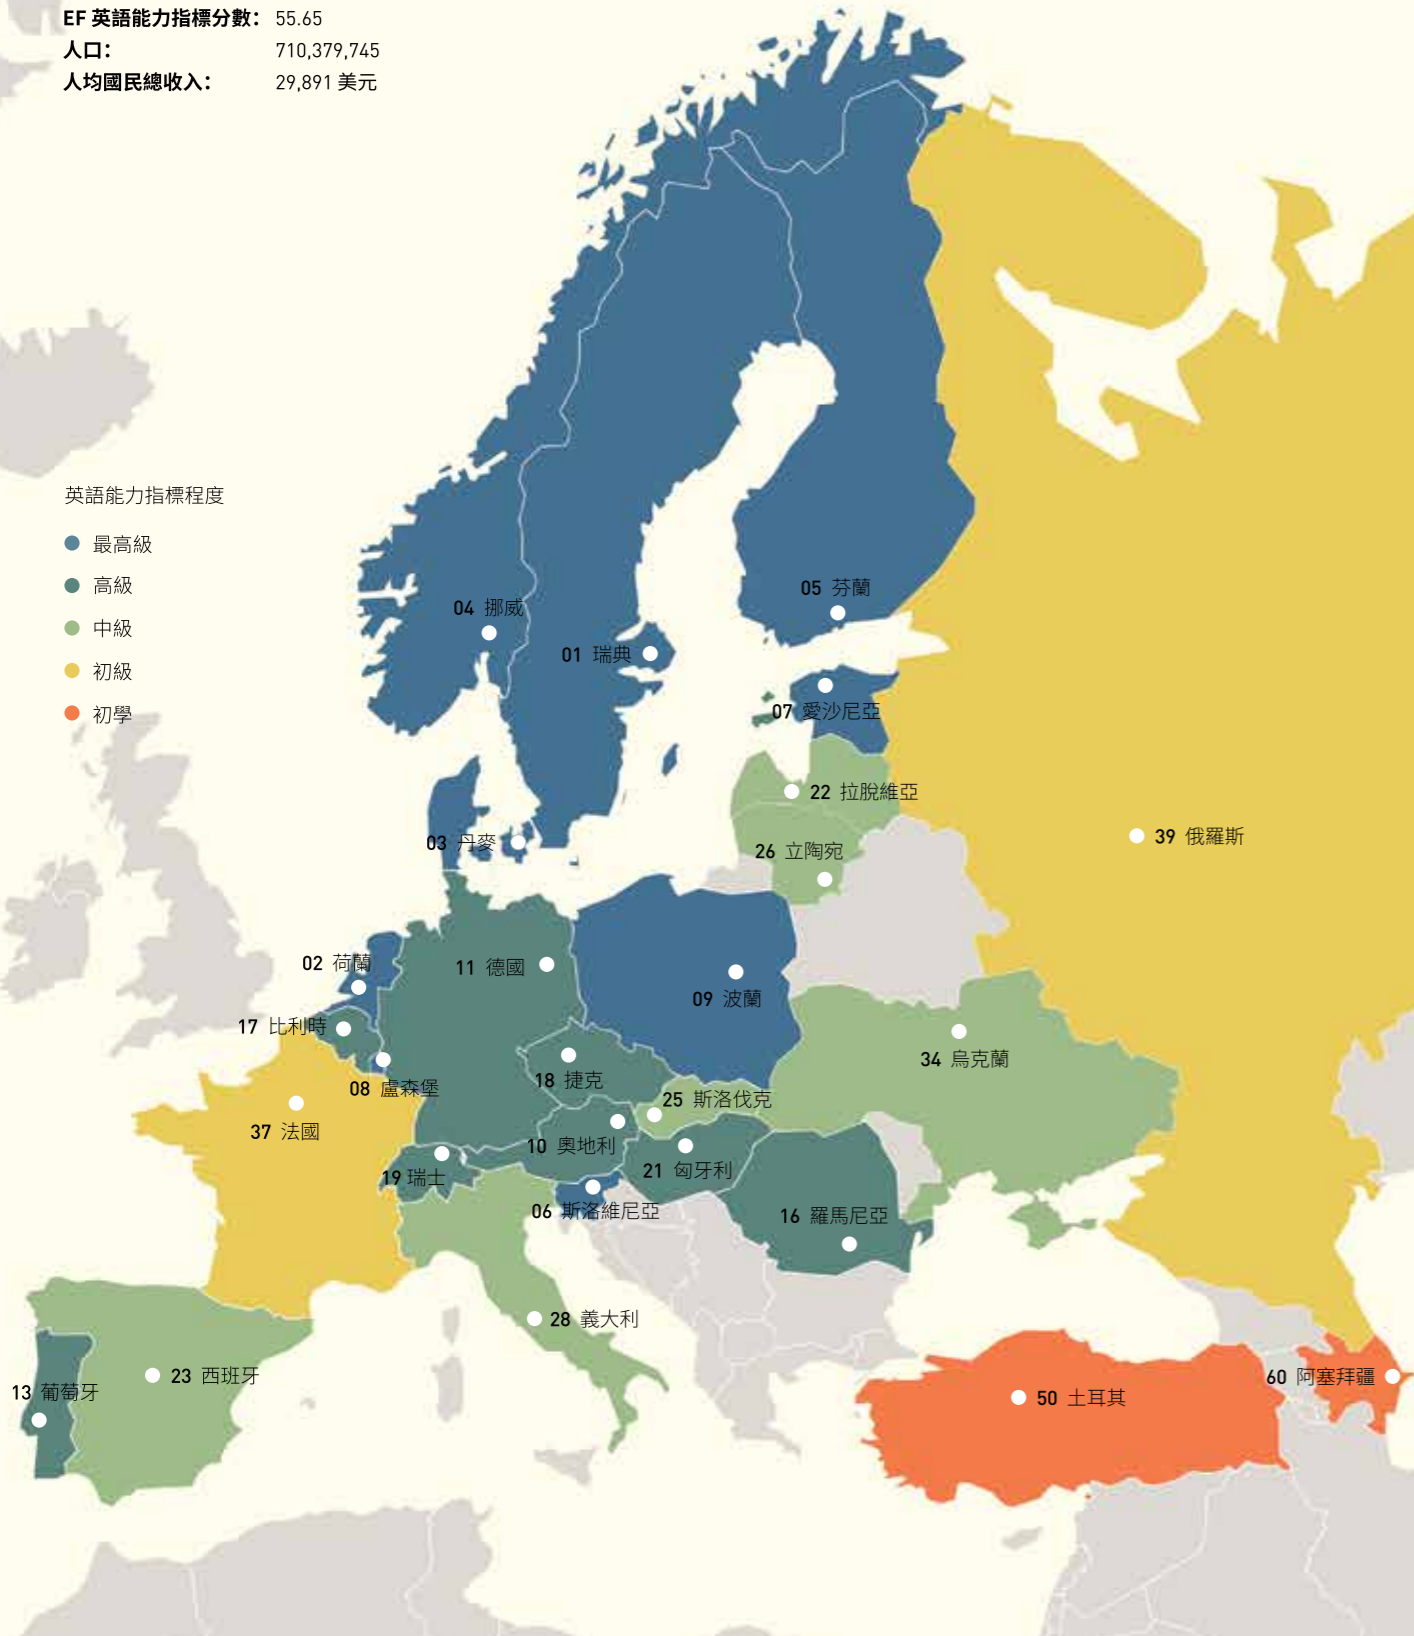 EF 英語能力指標分數： 55.65
人口： 710,379,745
人均國民總收入： 29,891 美元
英語能力指標程度
最高級
高級
中級
初級
初學
05 芬蘭
04 挪威
01 瑞典
07 愛沙尼亞
22 拉脫維亞
03 丹麥
39 俄羅斯
26 立陶宛
02 荷蘭
11 德國
09 波蘭
17 比利時
34 烏克蘭
18 捷克
08 盧森堡
25 斯洛伐克
37 法國
10 奧地利
21 匈牙利
19 瑞士
06 斯洛維尼亞
16 羅馬尼亞
28 義大利
23 西班牙
60 阿塞拜疆
13 葡萄牙
50 土耳其